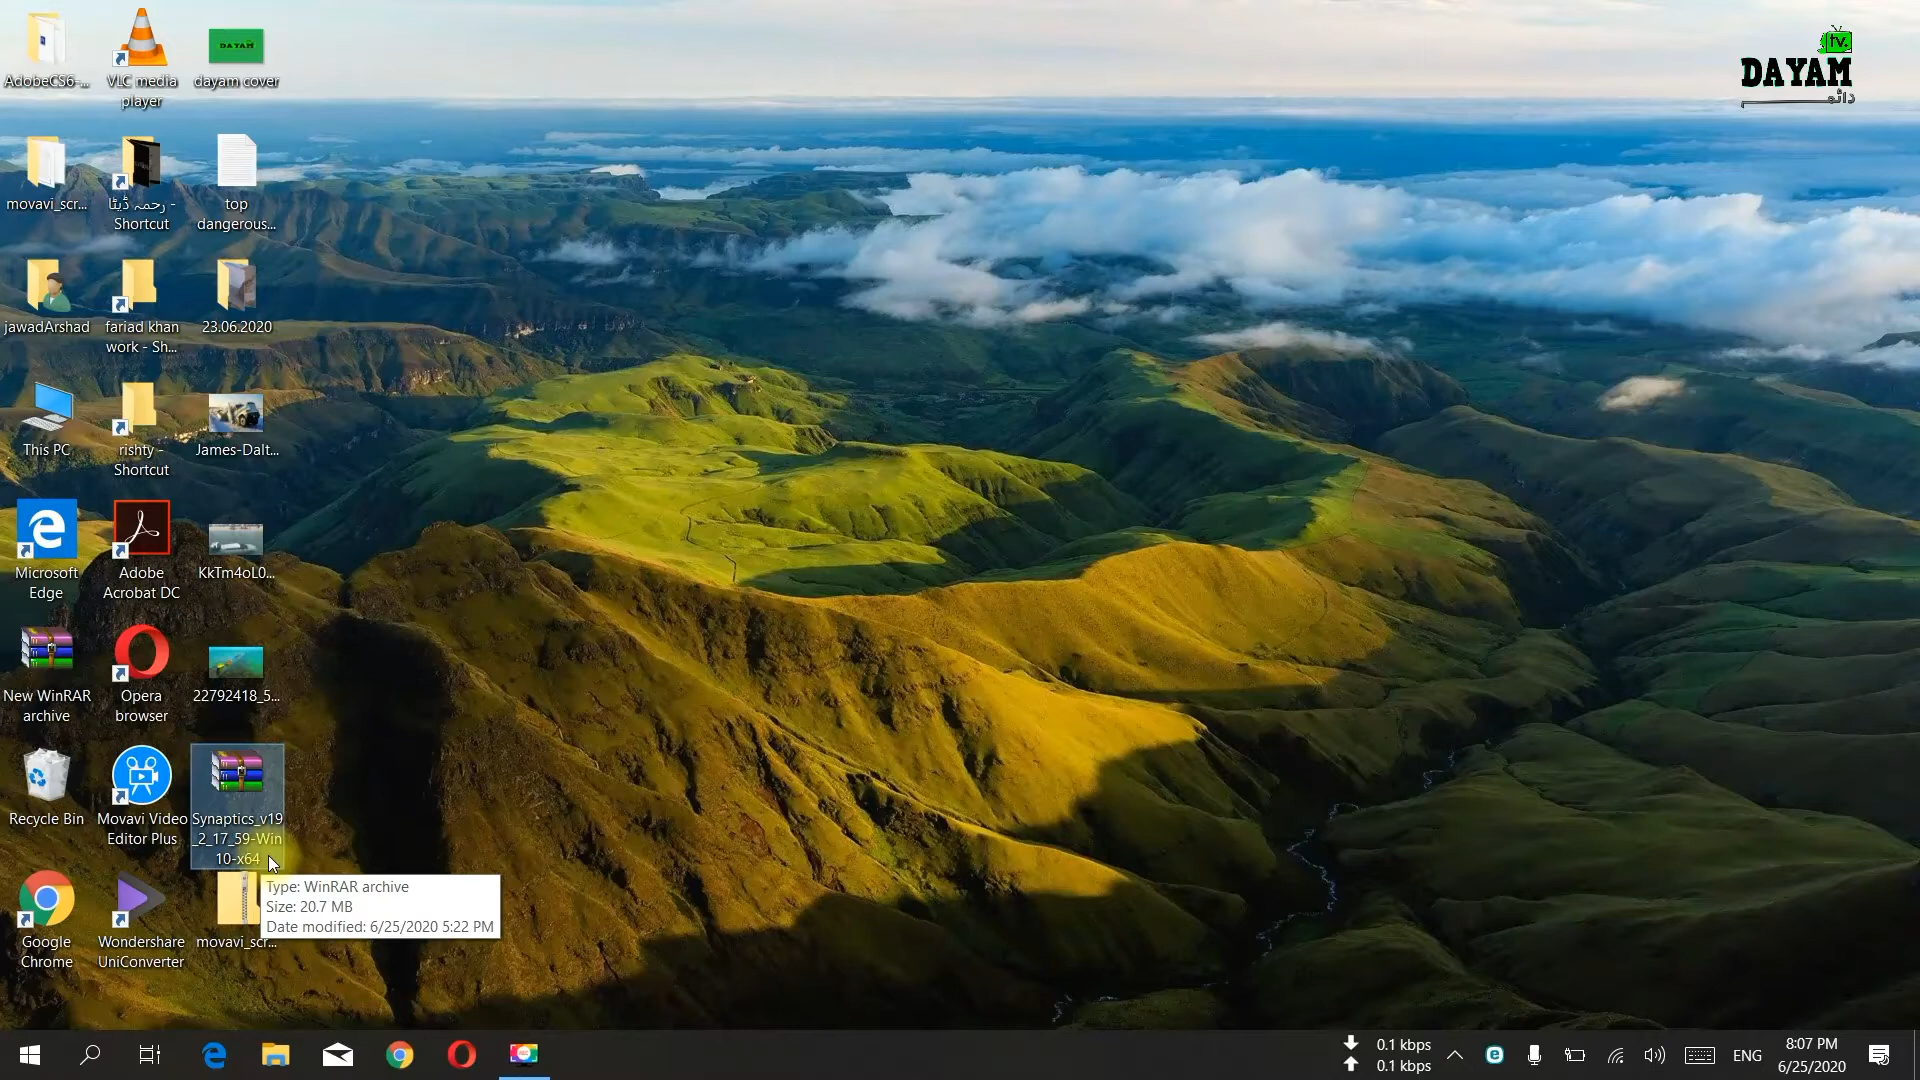 AdobeCS6-...
VLC media
player
dayam cover
movavi_scr...
رحمہ ڈیٹا -
Shortcut
top
dangerous...
jawadArshad
fariad khan
work - Sh...
23.06.2020
This PC
rishty -
Shortcut
James-Dalt...
Microsoft
Edge
Adobe
Acrobat DC
KkTm4oL0...
New WinRAR
archive
Opera
browser
22792418_5...
Recycle Bin
Movavi Video
Editor Plus
Synaptics_v19
_2_17_59-Win
10-x64
Google
Chrome
Wondershare
UniConverter
movavi_scr...
Type: WinRAR archive
Size: 20.7 MB
Date modified: 6/25/2020 5:22 PM
DAYAM
tv.
DAYAM
دائم
0.1 kbps
0.1 kbps
ENG
8:07 PM
6/25/2020